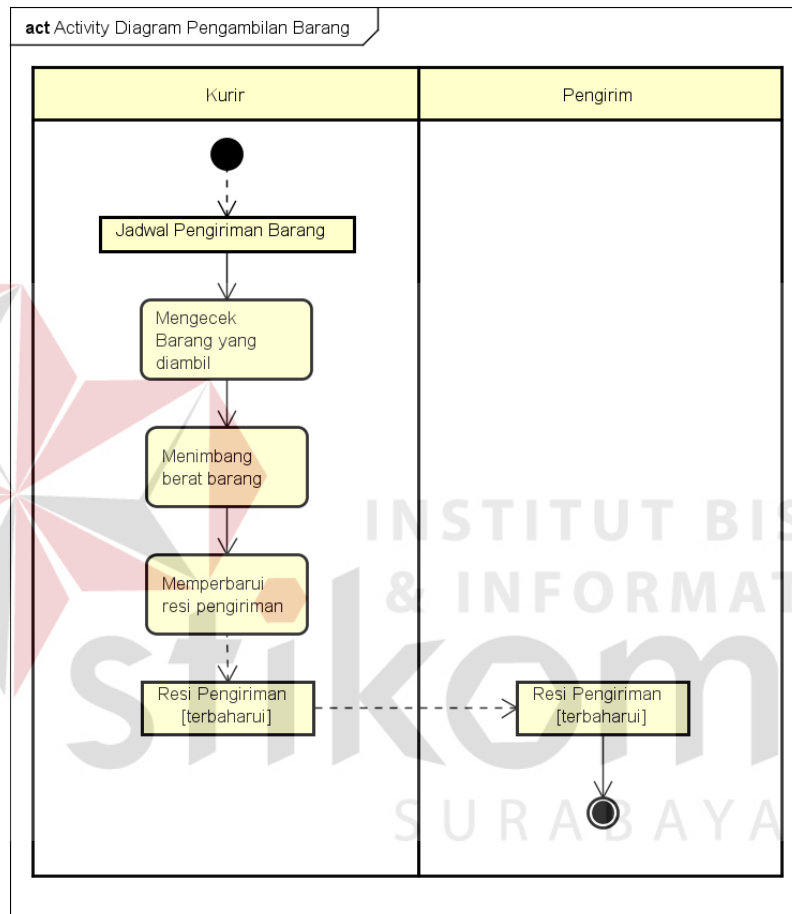 act Activity Diagram Pengambilan Barang
Kurir
Pengirim
Jadwal Pengiriman Barang
Mengecek
Barang yang
diambil
Menimbang
berat barang
Memperbarui
resi pengiriman
Resi Pengiriman
[terbaharui]
Resi Pengiriman
[terbaharui]
INSTITUT BIS
& INFORMAT
stikom
SURABAYA